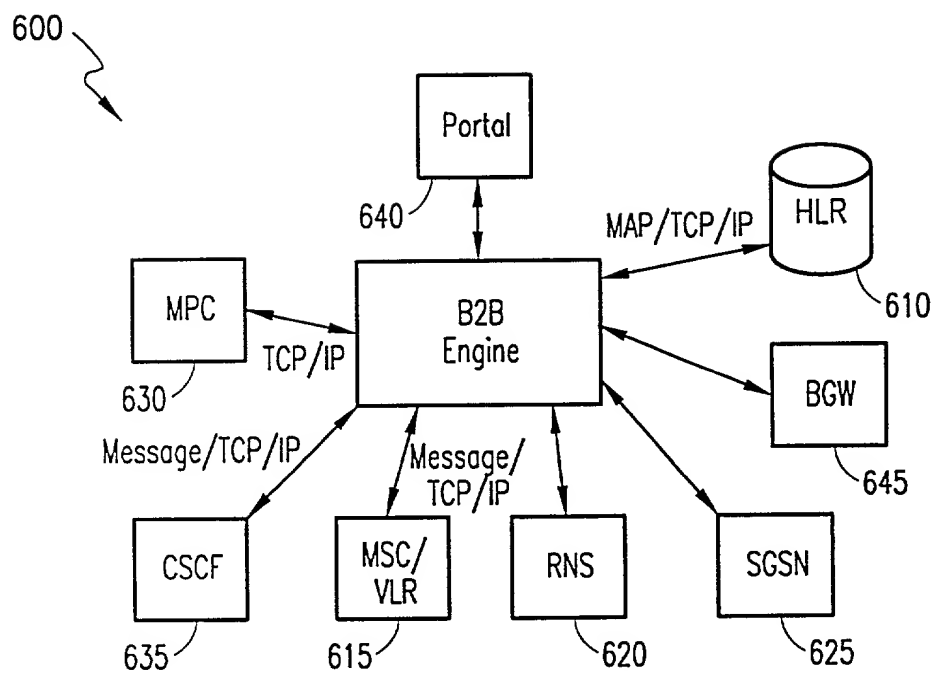 600
Portal
640
MAP/TCP/IP
HLR
610
MPC
630
TCP/IP
B2B
Engine
BGW
645
Message/TCP/IP
Message/
TCP/IP
CSCF
635
MSC/
VLR
615
RNS
620
SGSN
625